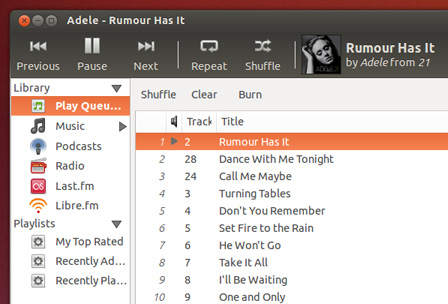 Adele - Rumour Has It
Previous Pause Next Repeat Shuffle
Rumour Has It
by Adele from 21
Library
Play Queu...
Music
Podcasts
Radio
Last.fm
Libre.fm
Playlists
My Top Rated
Recently Ad...
Recently Pla...
Shuffle Clear Burn
Track Title
1 2 Rumour Has It
2 28 Dance With Me Tonight
3 24 Call Me Maybe
4 3 Turning Tables
5 4 Don't You Remember
6 5 Set Fire to the Rain
7 6 He Won't Go
8 7 Take It All
9 8 I'll Be Waiting
10 9 One and Only